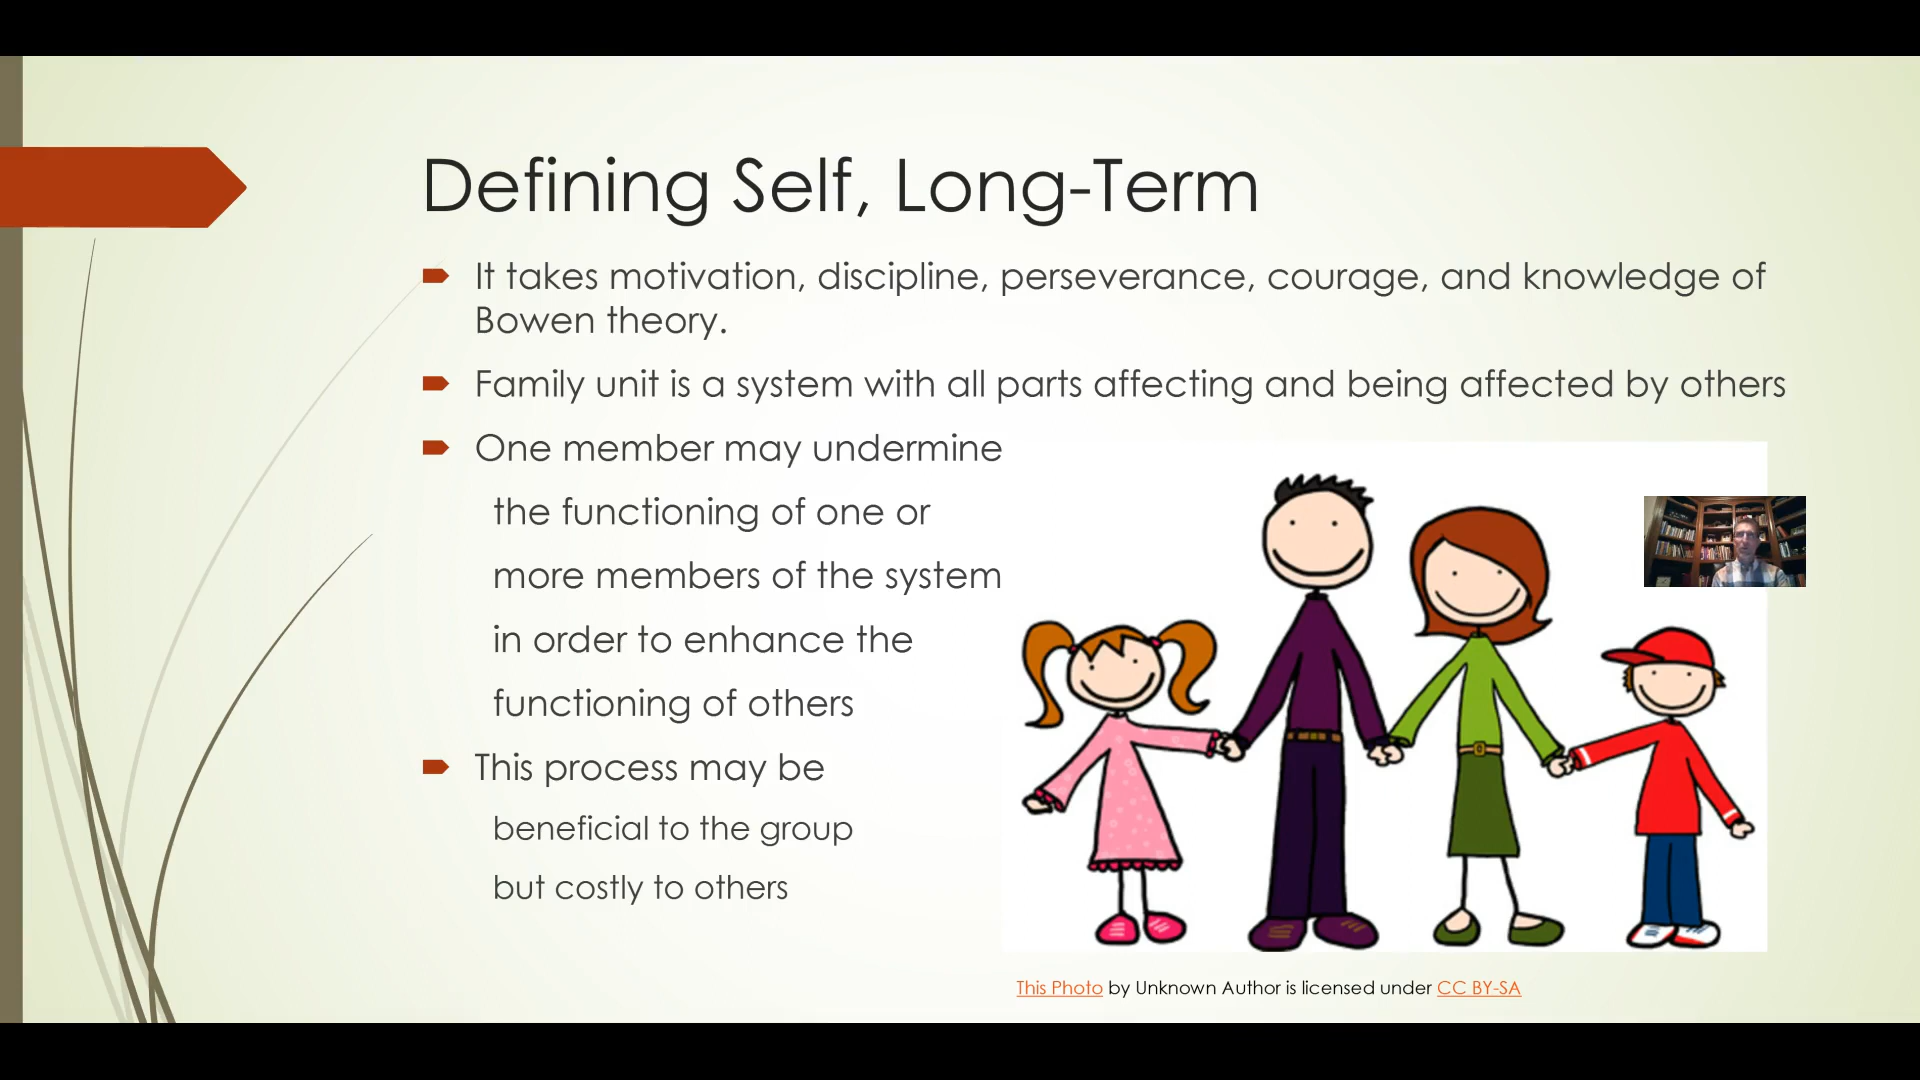 Defining Self, Long-Term
It takes motivation, discipline, perseverance, courage, and knowledge of
Bowen theory.
Family unit is a system with all parts affecting and being affected by others
One member may undermine
the functioning of one or
more members of the system
in order to enhance the
functioning of others
This process may be
beneficial to the group
but costly to others
This Photo by Unknown Author is licensed under CC BY-SA